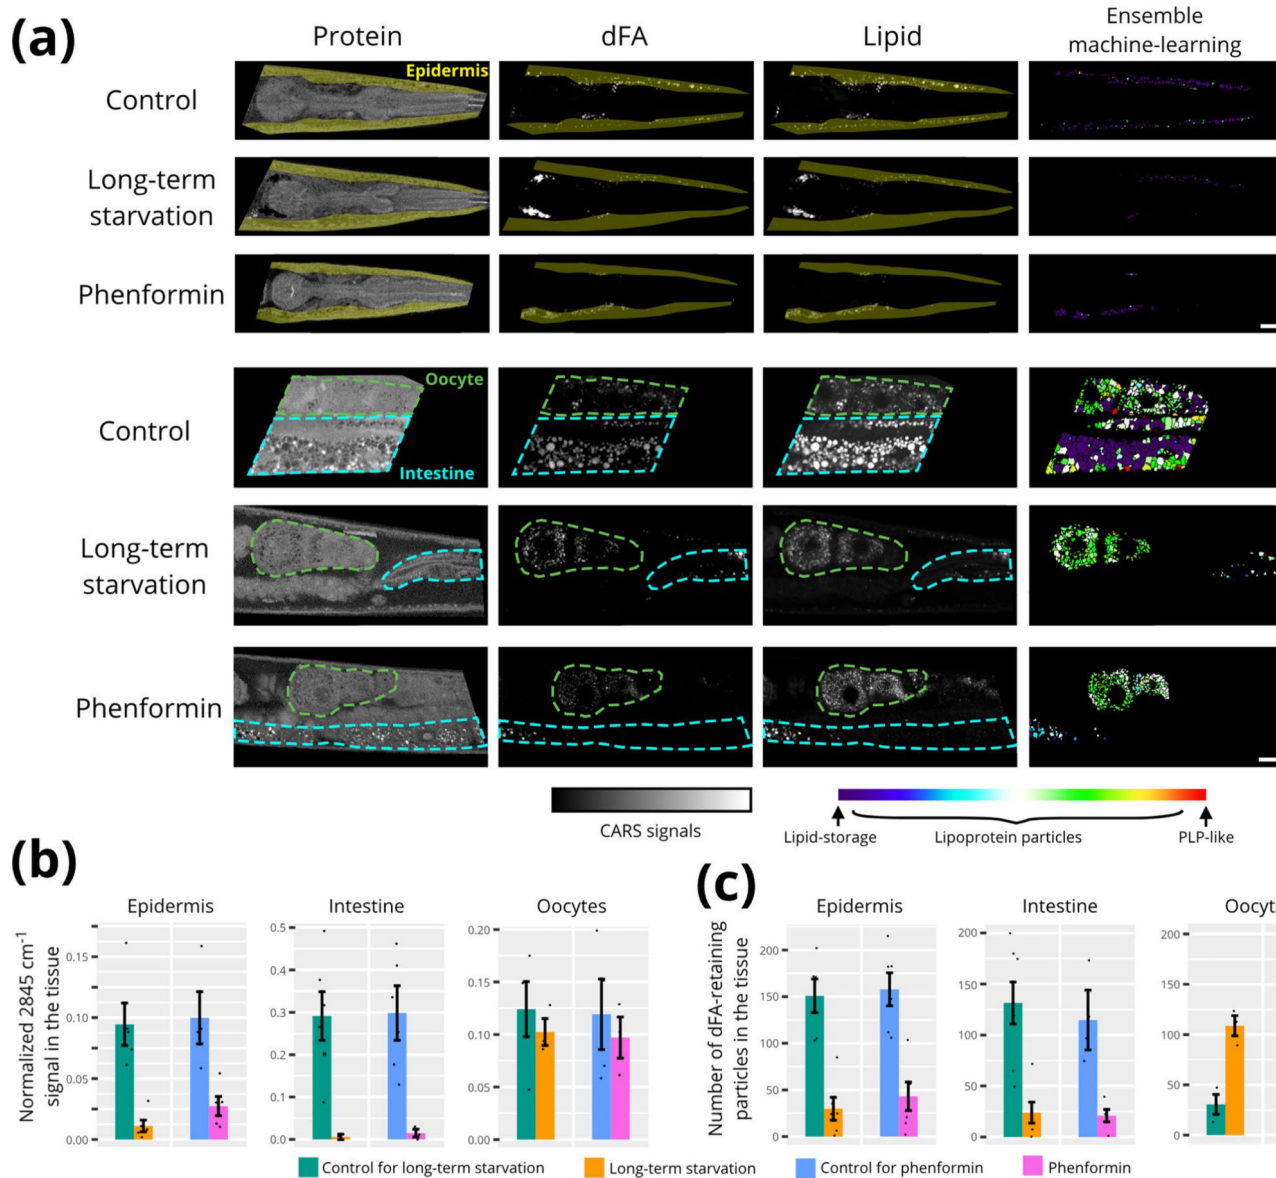 (a)
Protein
dFA
Lipid
Ensemble
machine-learning
Control
Epidermis
Long-term
starvation
Phenformin
Control
Oocyte
Intestine
Long-term
starvation
Phenformin
CARS signals
Lipid-storage
Lipoprotein particles
PLP-like
(b)
Normalized 2845 cm⁻¹
signal in the tissue
Epidermis
0.15
0.10
0.05
0.00
Intestine
0.5
0.4
0.3
0.2
0.1
0.0
Oocytes
0.20
0.15
0.10
0.05
0.00
(c)
Number of dFA-retaining
particles in the tissue
Epidermis
200
150
100
50
0
Intestine
200
150
100
50
0
Oocyt
200
150
100
50
0
Control for long-term starvation
Long-term starvation
Control for phenformin
Phenformin